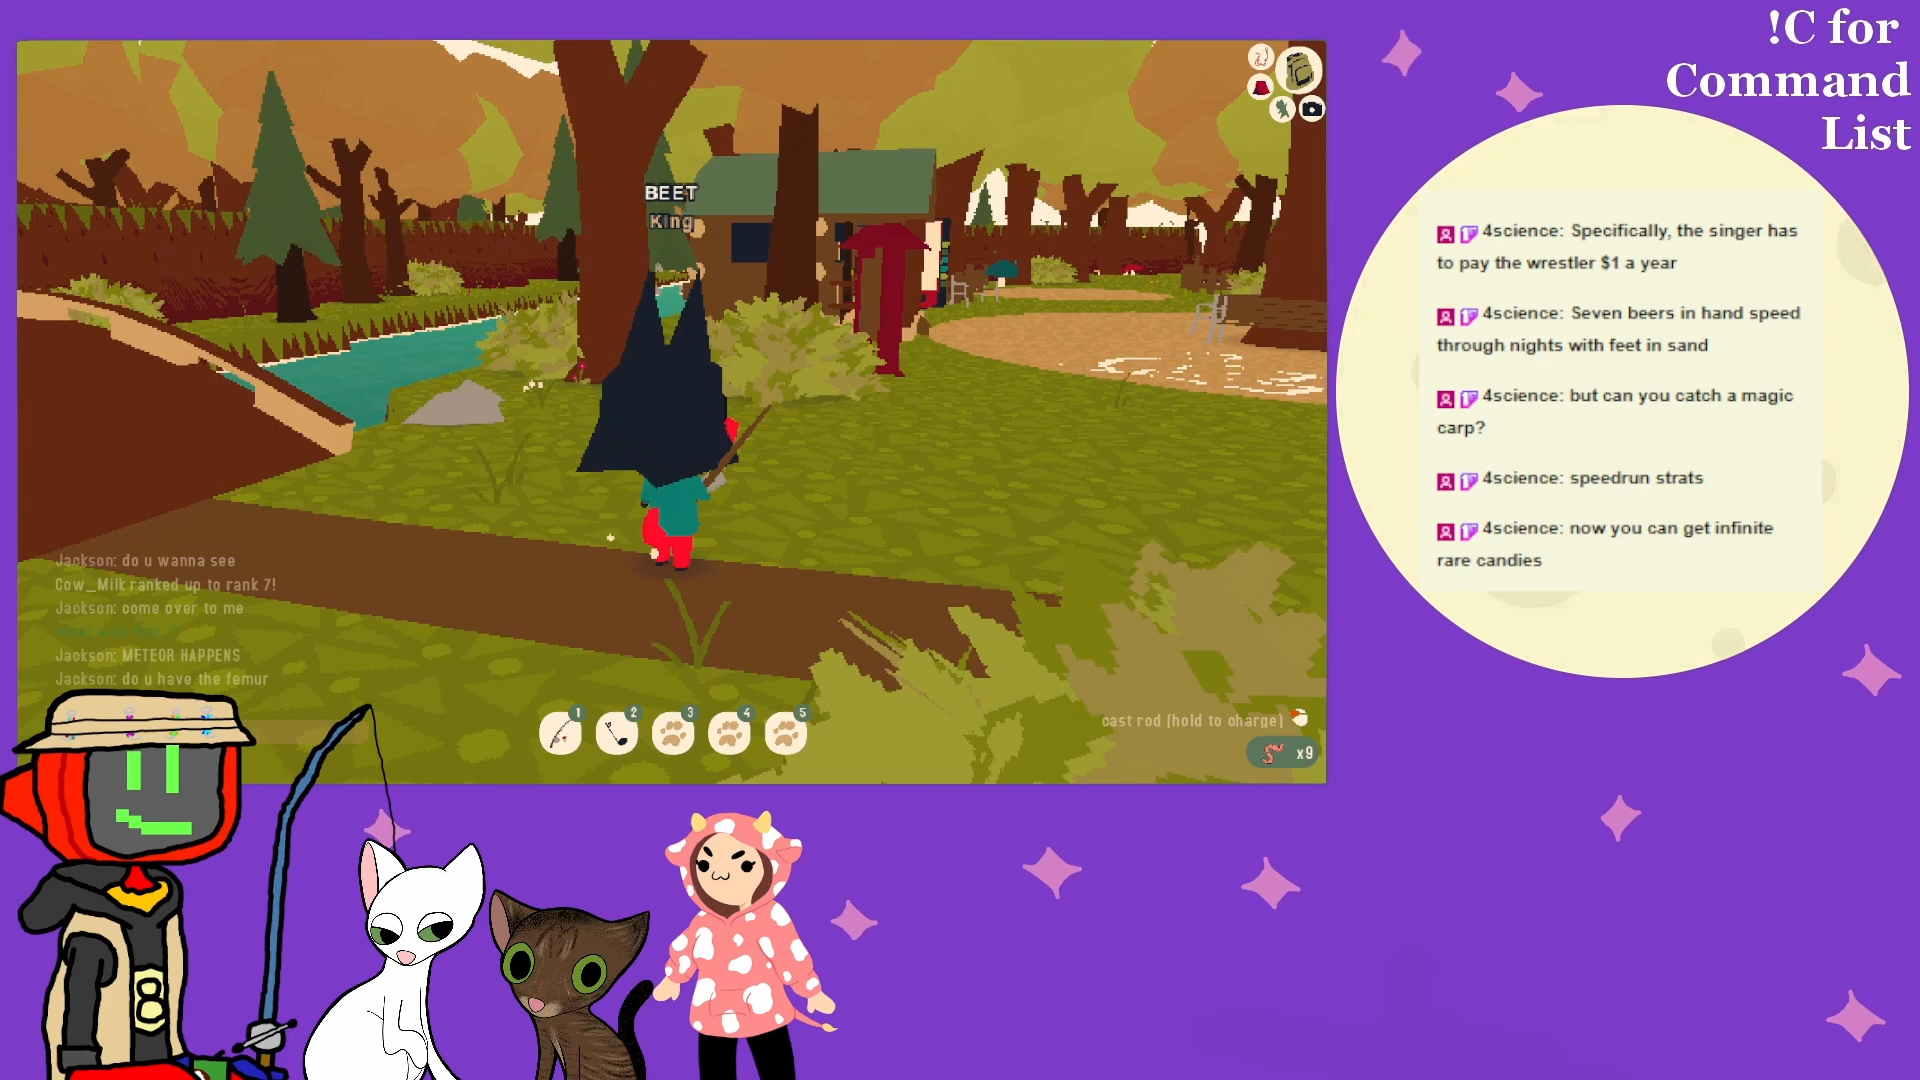 !C for
Command
List
BEET
King
4science: Specifically, the singer has
to pay the wrestler $1 a year
4science: Seven beers in hand speed
through nights with feet in sand
4science: but can you catch a magic
carp?
4science: speedrun strats
4science: now you can get infinite
rare candies
Jackson: do u wanna see
Cow_Milk ranked up to rank 7!
Jackson: oome over to me
Jackson: METEOR HAPPENS
Jackson: do u have the femur
1 2 3 4 5
cast rod (hold to charge)
x9
8